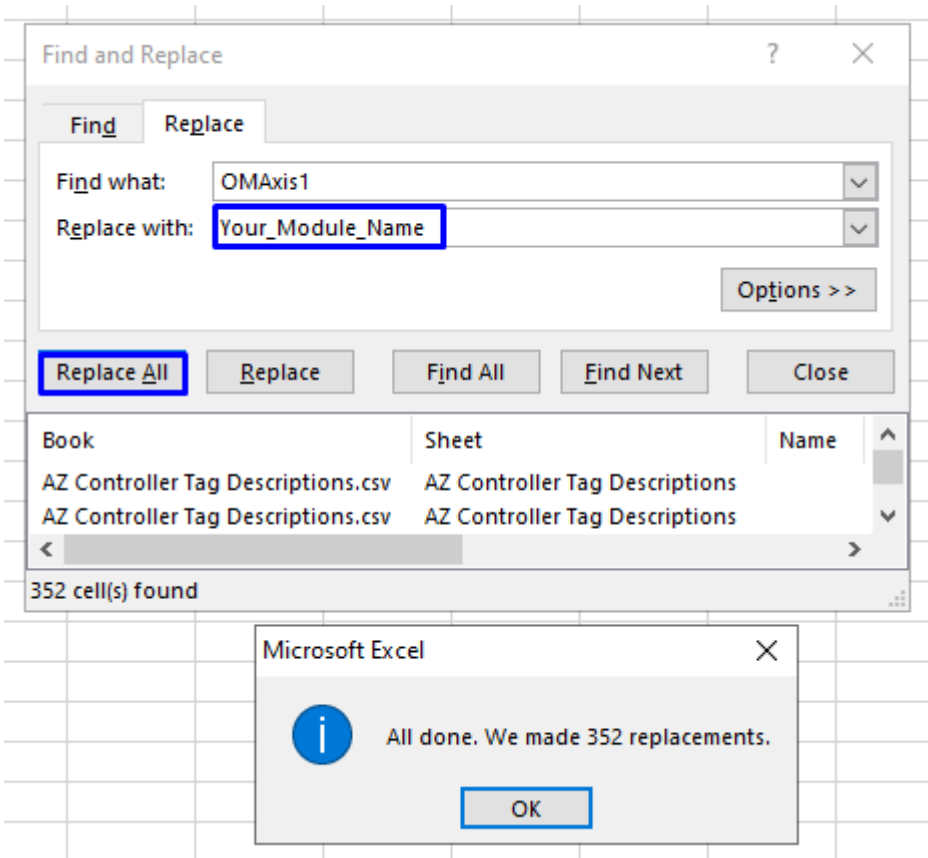 Find and Replace ?
Find Replace
Find what: OMAxis1
Replace with: Your_Module_Name
Options >>
Replace All Replace Find All Find Next Close
Book Sheet Name
AZ Controller Tag Descriptions.csv AZ Controller Tag Descriptions
AZ Controller Tag Descriptions.csv AZ Controller Tag Descriptions
352 cell(s) found
Microsoft Excel
i All done. We made 352 replacements.
OK